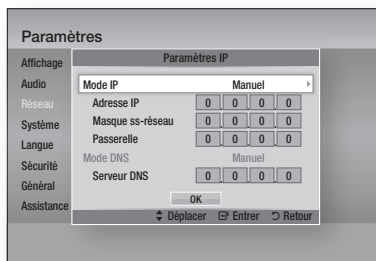 Paramètres
Paramètres IP
Affichage
Audio
Réseau
Système
Langue
Sècurité
Gènèral
Assistance
Mode IP Manuel
Adresse IP 0 0 0 0
Masque ss-réseau 0 0 0 0
Passerelle 0 0 0 0
Mode DNS Manuel
Serveur DNS 0 0 0 0
OK
Déplacer Entrer Retour